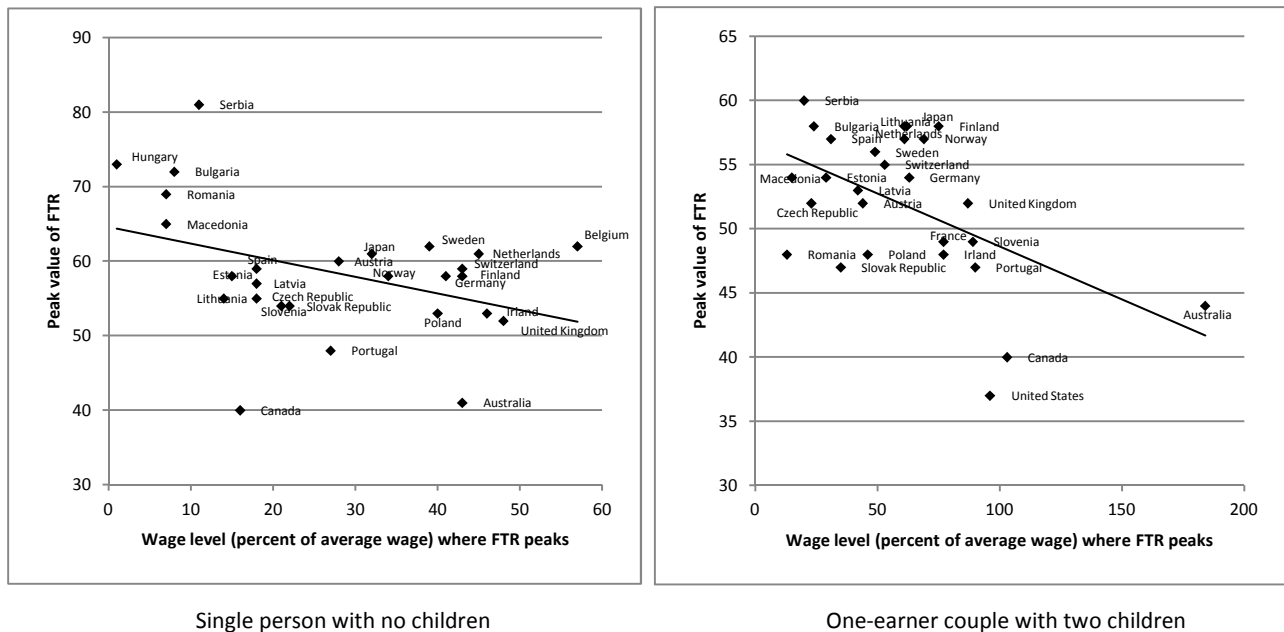 90
80
70
60
50
40
30
Peak value of FTR
Serbia
Hungary
Bulgaria
Romania
Macedonia
Belgium
Sweden
Japan
Netherlands
Spain
Austria
Switzerland
Estonia
Norway
Finland
Latvia
Germany
Lithuania
Czech Republic
Slovak Republic
Slovenia
Irland
Poland
United Kingdom
Portugal
Canada
Australia
0 10 20 30 40 50 60
Wage level (percent of average wage) where FTR peaks
Single person with no children
65
60
55
50
45
40
35
30
Peak value of FTR
Serbia
Japan
Lithuania
Bulgaria
Finland
Netherlands
Spain
Norway
Sweden
Switzerland
Macedonia
Estonia
Germany
Latvia
Czech Republic
Austria
United Kingdom
France
Slovenia
Romania
Poland
Irland
Slovak Republic
Portugal
Australia
Canada
United States
0 50 100 150 200
Wage level (percent of average wage) where FTR peaks
One-earner couple with two children